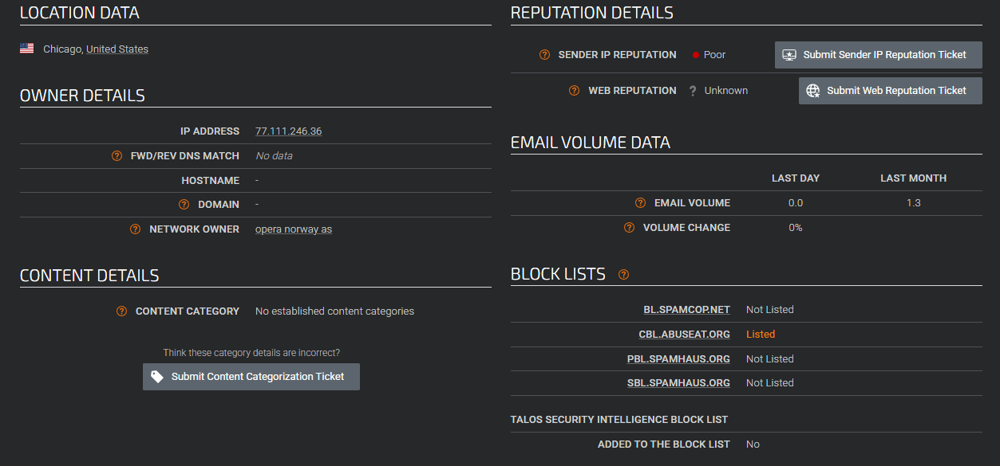 LOCATION DATA
Chicago, United States
OWNER DETAILS
IP ADDRESS 77.111.246.36
FWD/REV DNS MATCH No data
HOSTNAME -
DOMAIN -
NETWORK OWNER opera norway as
CONTENT DETAILS
CONTENT CATEGORY No established content categories
Think these category details are incorrect?
Submit Content Categorization Ticket
REPUTATION DETAILS
SENDER IP REPUTATION Poor Submit Sender IP Reputation Ticket
WEB REPUTATION ? Unknown Submit Web Reputation Ticket
EMAIL VOLUME DATA
LAST DAY LAST MONTH
EMAIL VOLUME 0.0 1.3
VOLUME CHANGE 0%
BLOCK LISTS
BL.SPAMCOP.NET Not Listed
CBL.ABUSEAT.ORG Listed
PBL.SPAMHAUS.ORG Not Listed
SBL.SPAMHAUS.ORG Not Listed
TALOS SECURITY INTELLIGENCE BLOCK LIST
ADDED TO THE BLOCK LIST No